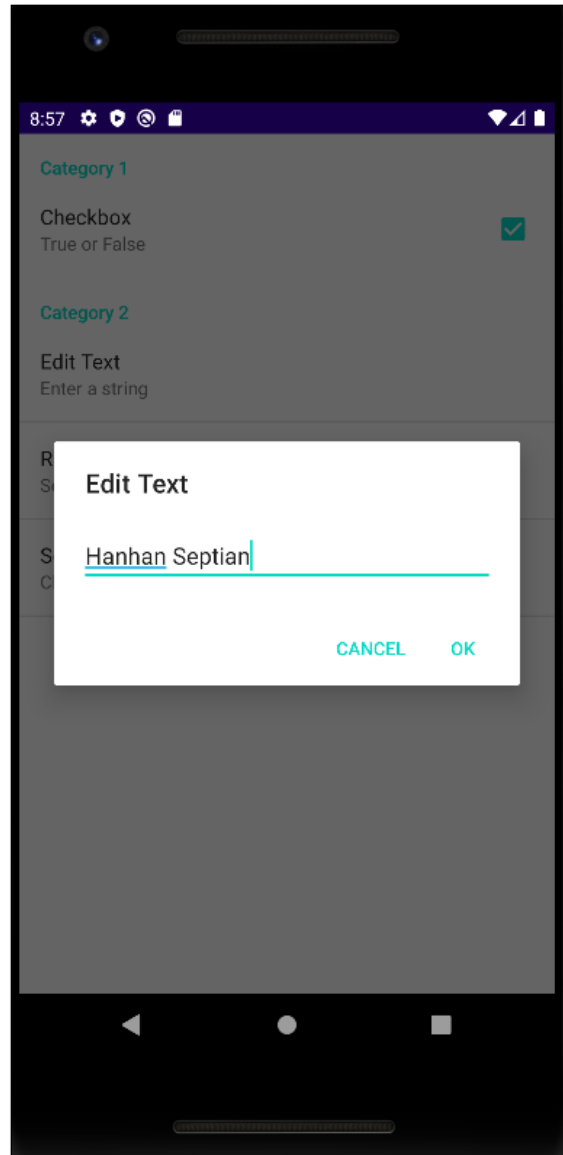 8:57
Category 1
Checkbox
True or False
Category 2
Edit Text
Enter a string
Edit Text
Hanhan Septian
CANCEL OK